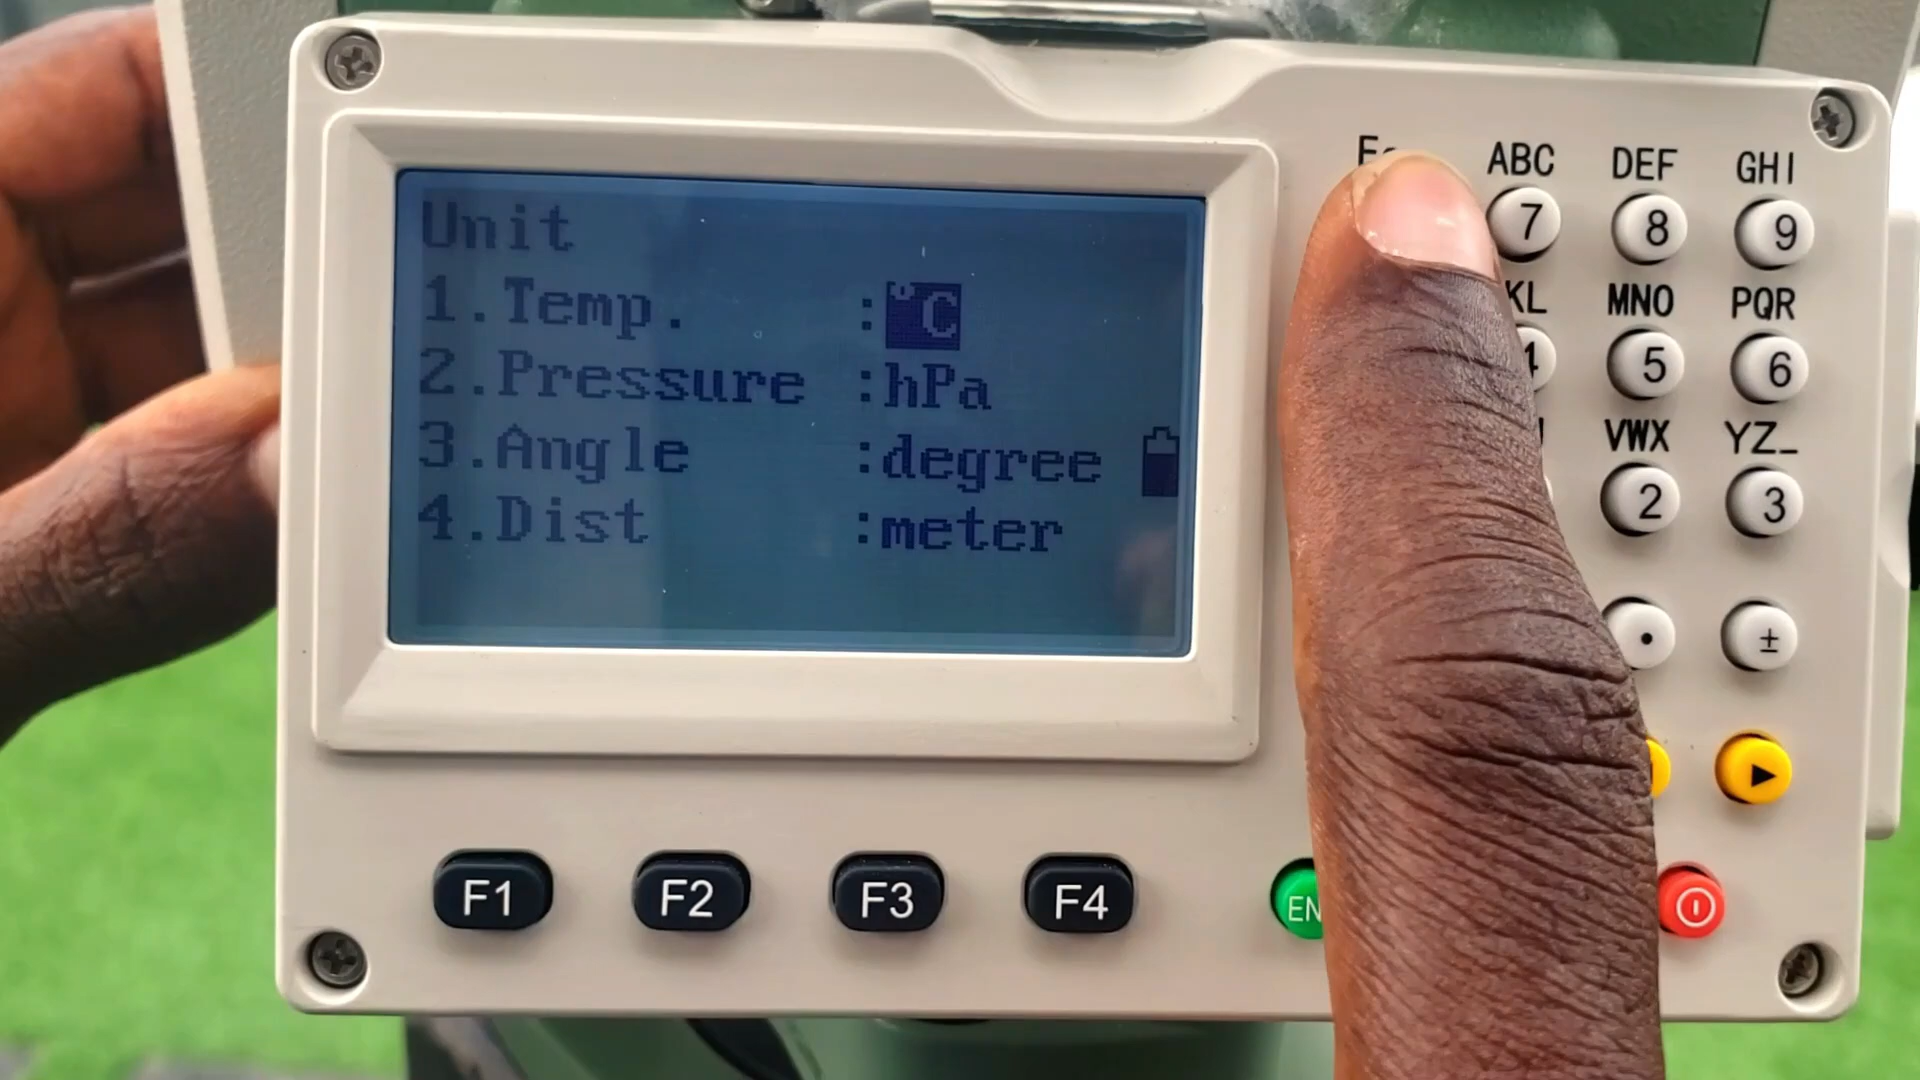 Unit
1.Temp. :°C
2.Pressure :hPa
3.Angle :degree
4.Dist :meter
ABC DEF GHI
7 8 9
MNO PQR
5 6
VWX YZ_
2 3
• ±
▶
F1 F2 F3 F4